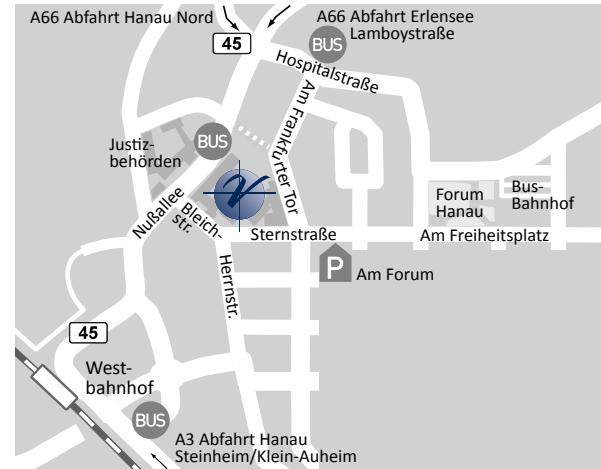 A66 Abfahrt Hanau Nord
A66 Abfahrt Erlensee
Lamboystraße
45
BUS
Hospitalstraße
Am Frankfurter Tor
BUS
Justiz-
behörden
V
Nußallee
Bleich-
str.
Sternstraße
Forum
Hanau
Bus-
Bahnhof
Am Freiheitsplatz
P
Am Forum
Herrnstr.
45
West-
bahnhof
BUS
A3 Abfahrt Hanau
Steinheim/Klein-Auheim